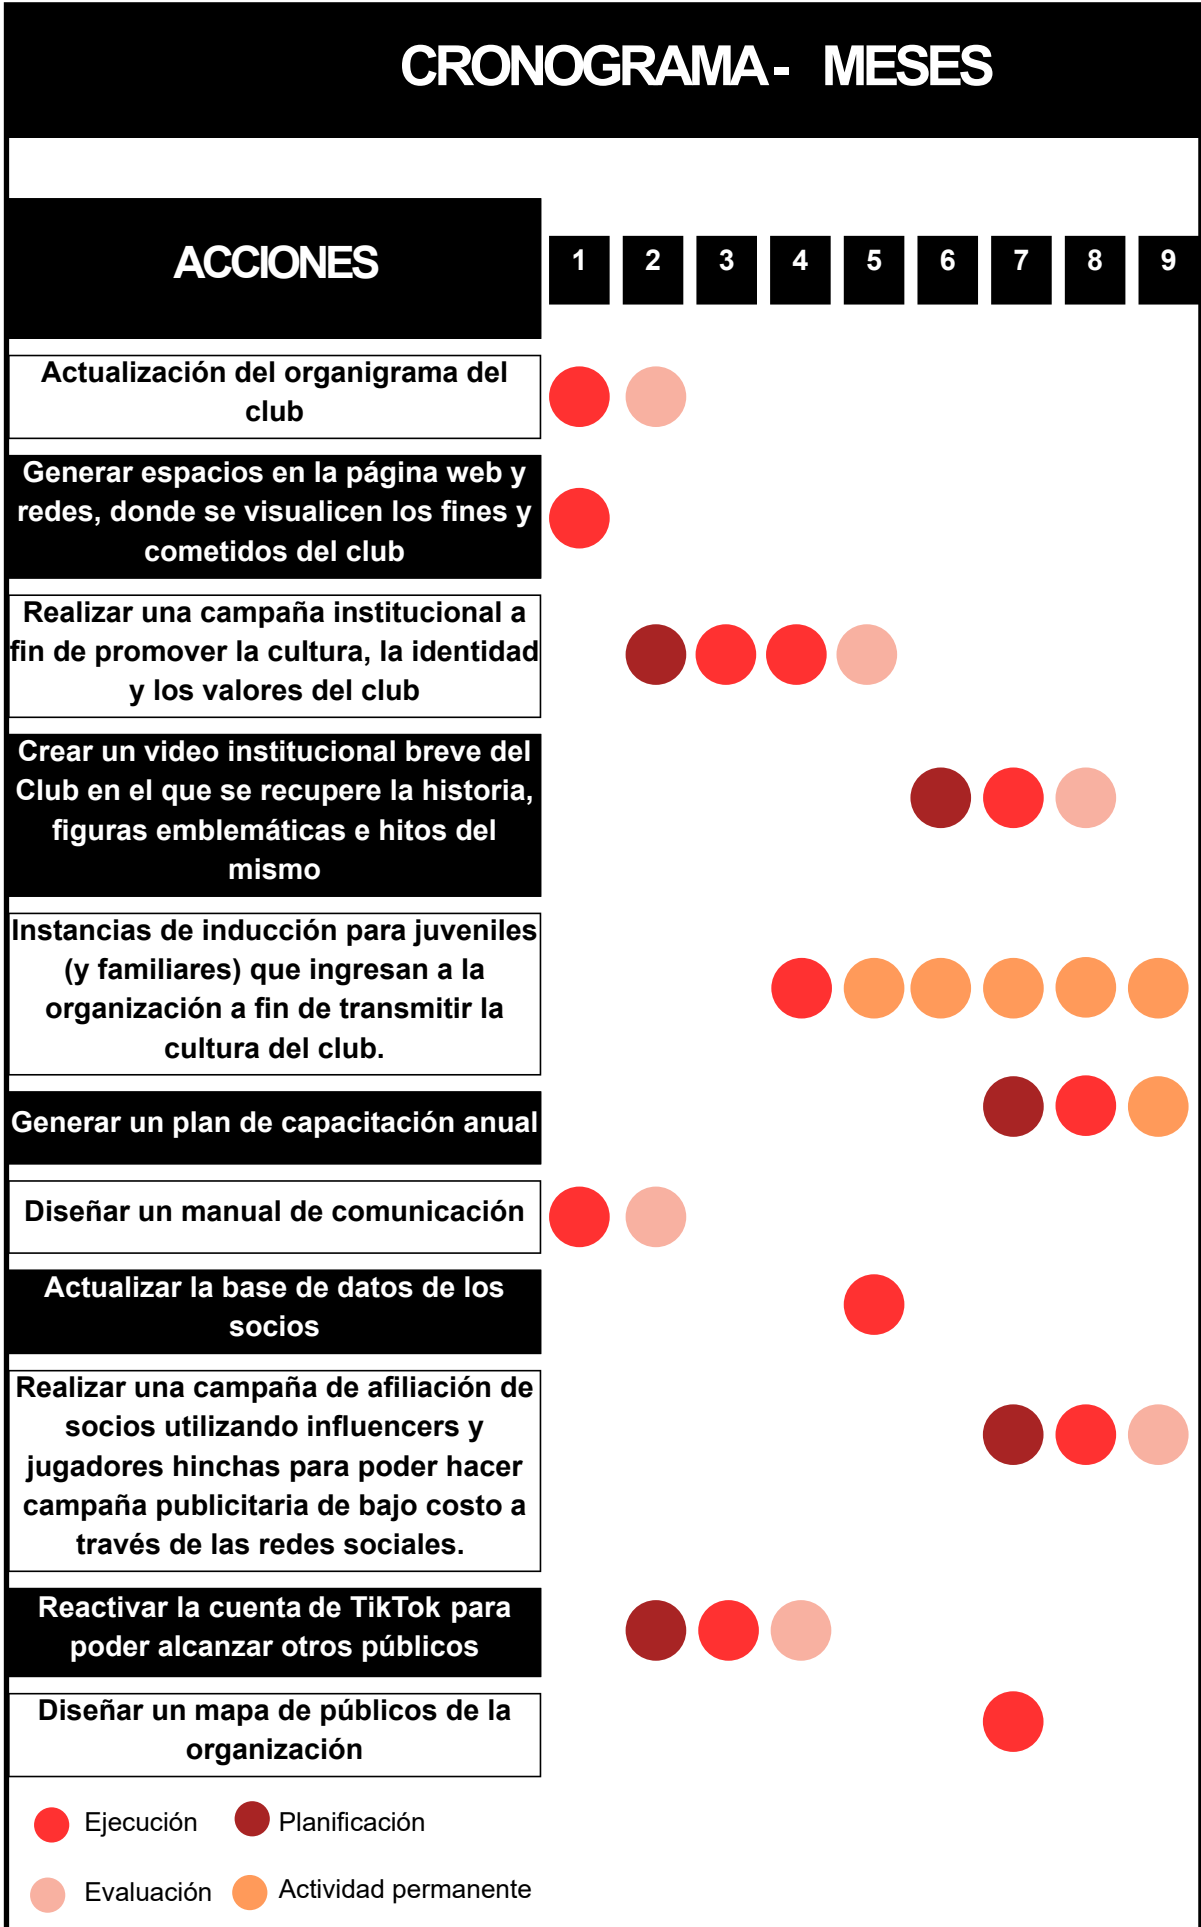 CRONOGRAMA - MESES
ACCIONES
1 2 3 4 5 6 7 8 9
Actualización del organigrama del
club
Generar espacios en la página web y
redes, donde se visualicen los fines y
cometidos del club
Realizar una campaña institucional a
fin de promover la cultura, la identidad
y los valores del club
Crear un video institucional breve del
Club en el que se recupere la historia,
figuras emblemáticas e hitos del
mismo
Instancias de inducción para juveniles
(y familiares) que ingresan a la
organización a fin de transmitir la
cultura del club.
Generar un plan de capacitación anual
Diseñar un manual de comunicación
Actualizar la base de datos de los
socios
Realizar una campaña de afiliación de
socios utilizando influencers y
jugadores hinchas para poder hacer
campaña publicitaria de bajo costo a
través de las redes sociales.
Reactivar la cuenta de TikTok para
poder alcanzar otros públicos
Diseñar un mapa de públicos de la
organización
Ejecución Planificación
Evaluación Actividad permanente